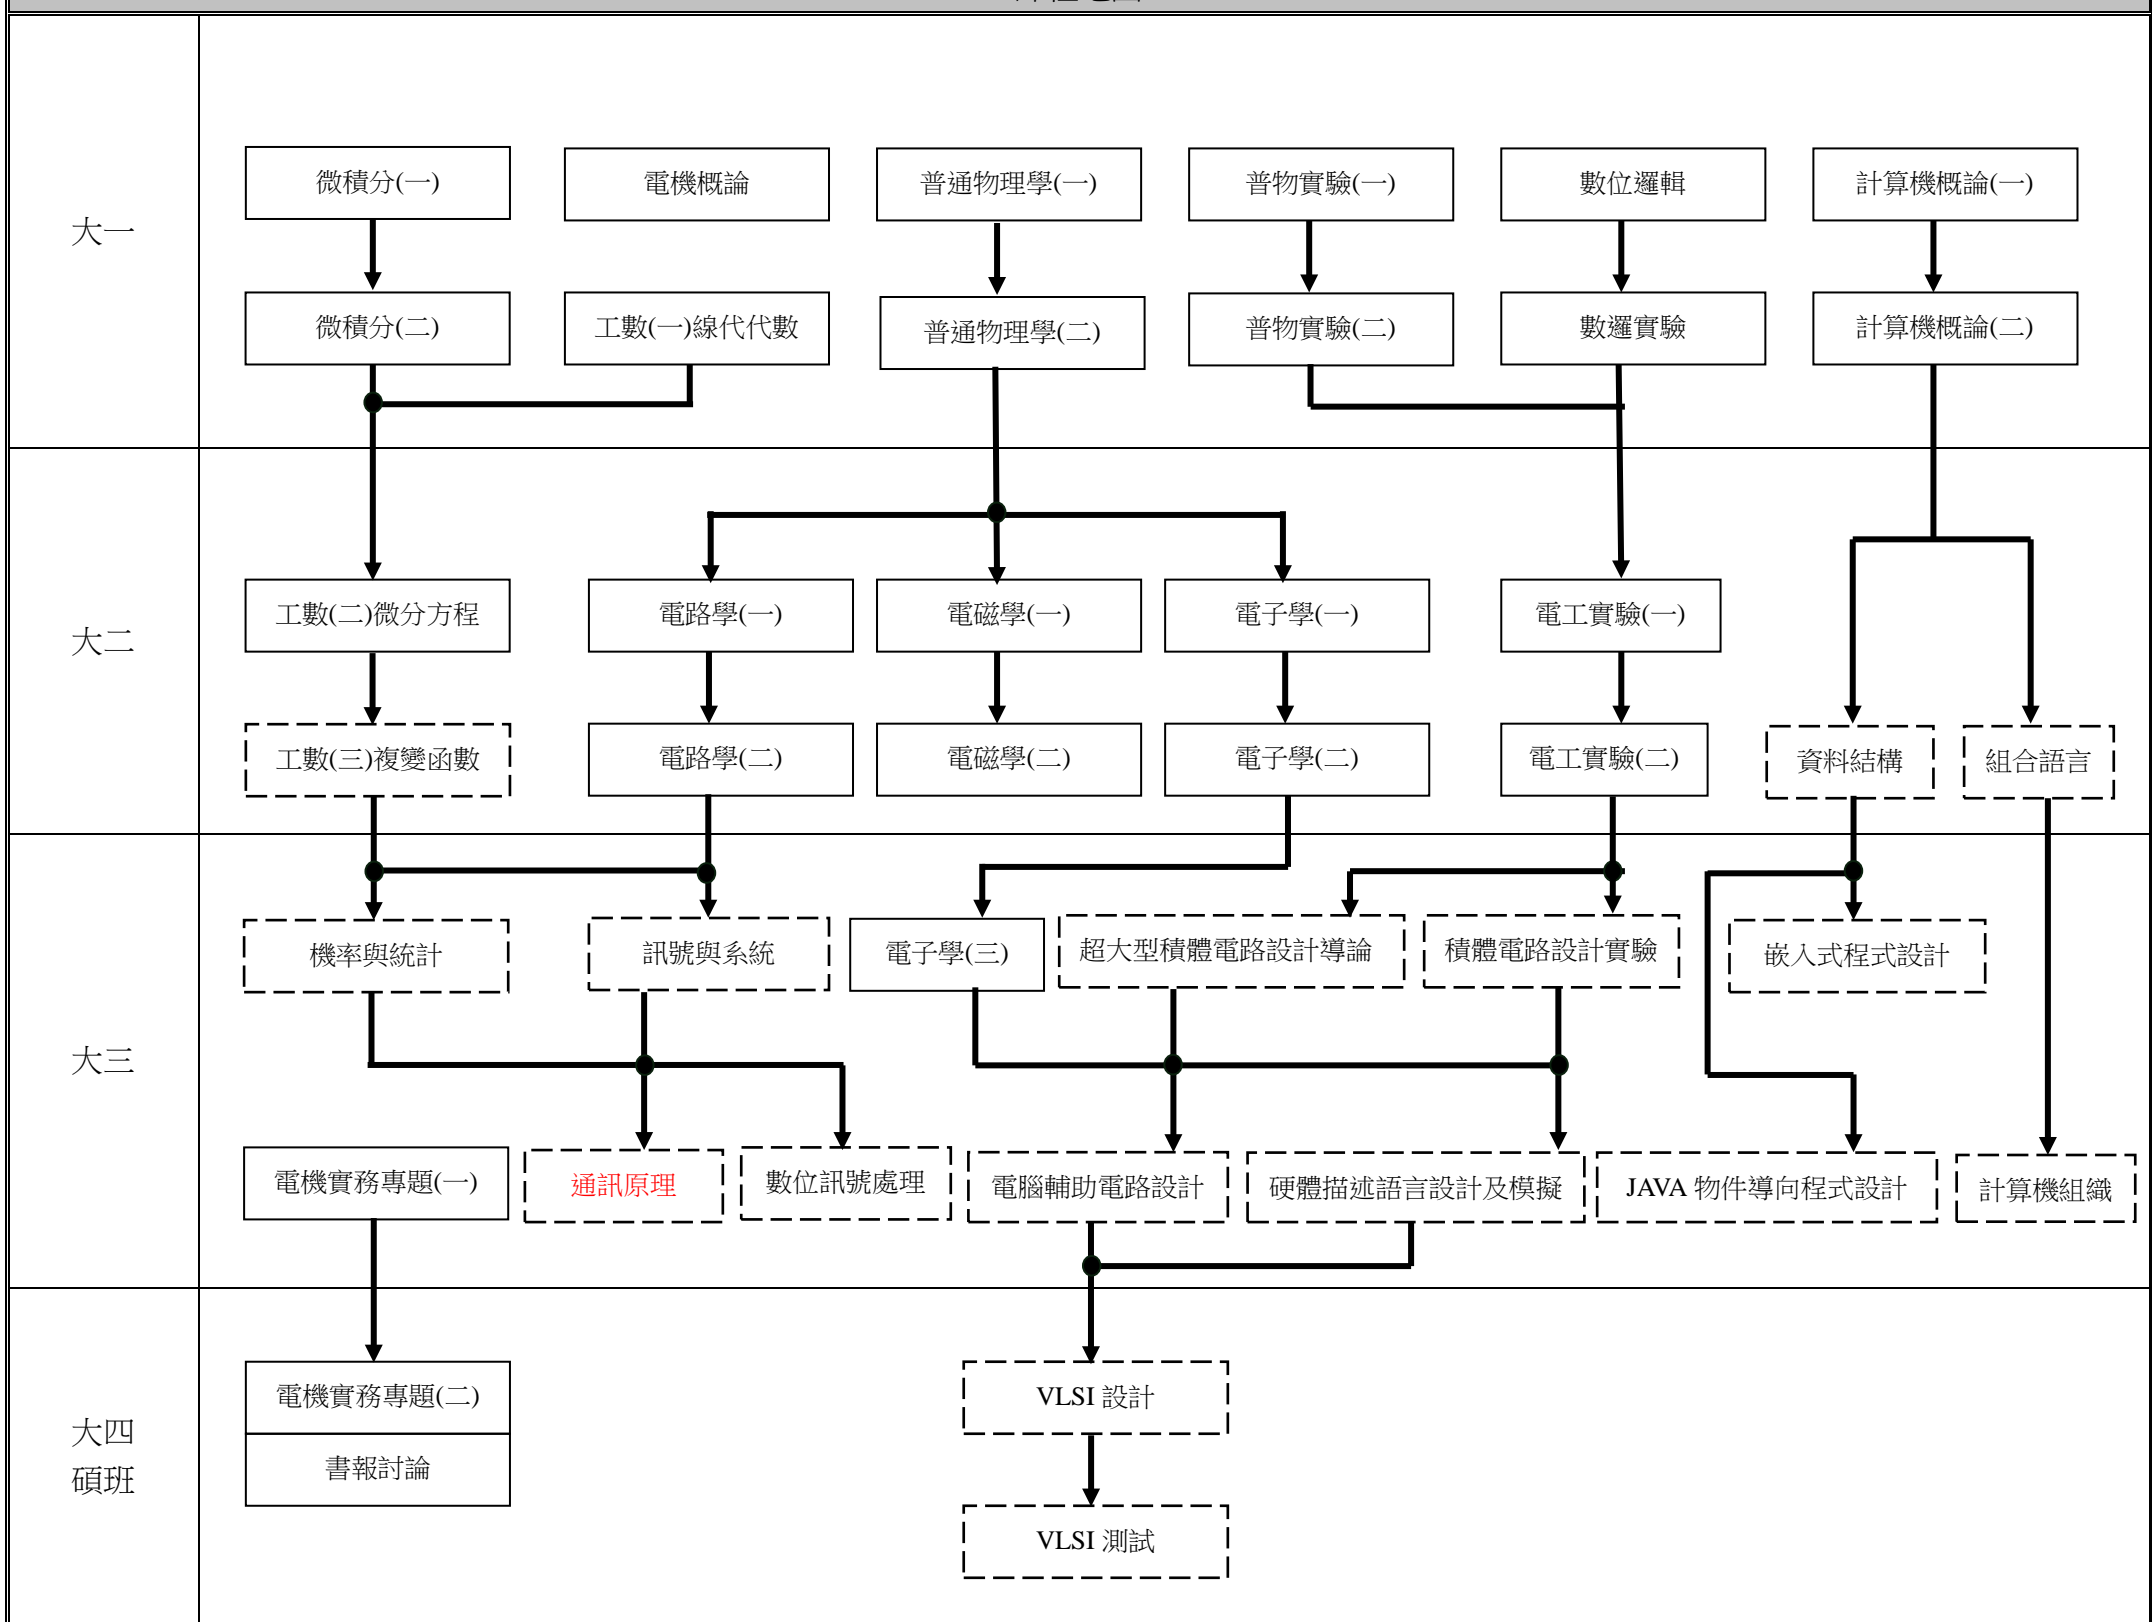 大一
微積分(一)
電機概論
普通物理學(一)
普物實驗(一)
數位邏輯
計算機概論(一)
微積分(二)
工數(一)線代代數
普通物理學(二)
普物實驗(二)
數邏實驗
計算機概論(二)
大二
工數(二)微分方程
電路學(一)
電磁學(一)
電子學(一)
電工實驗(一)
工數(三)複變函數
電路學(二)
電磁學(二)
電子學(二)
電工實驗(二)
資料結構
組合語言
大三
機率與統計
訊號與系統
電子學(三)
超大型積體電路設計導論
積體電路設計實驗
嵌入式程式設計
電機實務專題(一)
通訊原理
數位訊號處理
電腦輔助電路設計
硬體描述語言設計及模擬
JAVA 物件導向程式設計
計算機組織
大四
碩班
電機實務專題(二)
書報討論
VLSI 設計
VLSI 測試